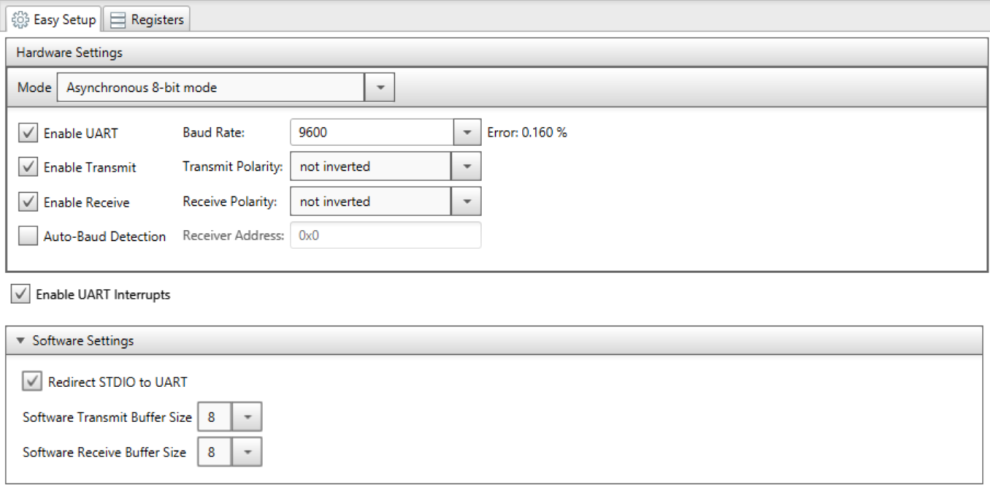 Easy Setup Registers
Hardware Settings
Mode Asynchronous 8-bit mode
Enable UART Baud Rate: 9600 Error: 0.160 %
Enable Transmit Transmit Polarity: not inverted
Enable Receive Receive Polarity: not inverted
Auto-Baud Detection Receiver Address: 0x0
Enable UART Interrupts
Software Settings
Redirect STDIO to UART
Software Transmit Buffer Size 8
Software Receive Buffer Size 8